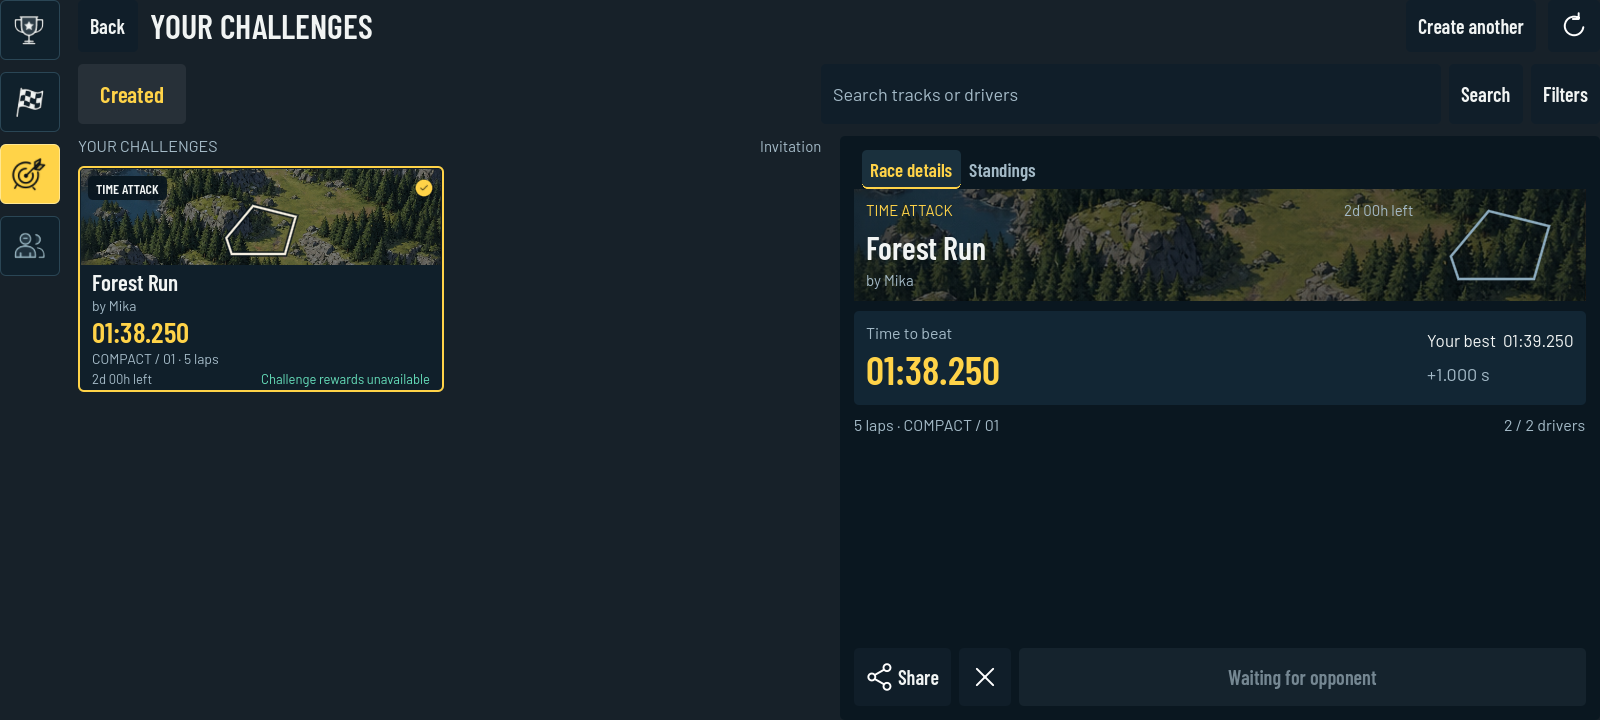 Back
YOUR CHALLENGES
Create another
Created
Search tracks or drivers
Search
Filters
YOUR CHALLENGES
Invitation
TIME ATTACK
Forest Run
by Mika
01:38.250
COMPACT / 01 · 5 laps
2d 00h left
Challenge rewards unavailable
Race details
Standings
TIME ATTACK
2d 00h left
Forest Run
by Mika
Time to beat
01:38.250
Your best 01:39.250
+1.000 s
5 laps · COMPACT / 01
2 / 2 drivers
Share
Waiting for opponent